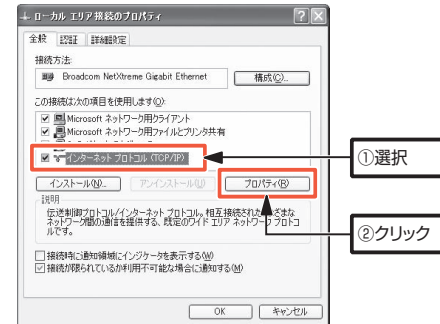 ローカル エリア接続のプロパティ
全般 認証 詳細設定
接続方法:
Broadcom NetXtreme Gigabit Ethernet 構成(C)...
この接続は次の項目を使用します(O):
Microsoft ネットワーク用クライアント
Microsoft ネットワーク用ファイルとプリンタ共有
インターネット プロトコル (TCP/IP)
①選択
インストール(N)... アンインストール(U) プロパティ(R)
説明
伝送制御プロトコル/インターネット プロトコル。相互接続されたさまざまな
ネットワーク間の通信を提供する、既定のワイド エリア ネットワーク プロトコ
ルです。
②クリック
接続時に通知領域にインジケータを表示する(W)
接続が限られているか利用不可能な場合に通知する(M)
OK キャンセル